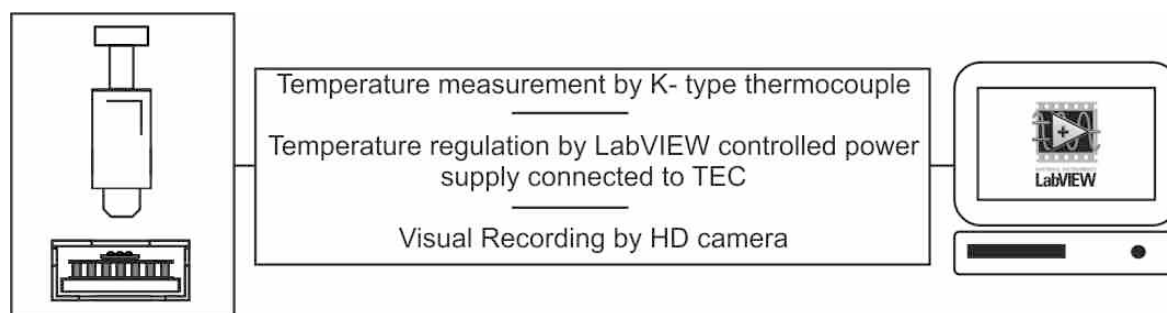 Temperature measurement by K- type thermocouple
Temperature regulation by LabVIEW controlled power
supply connected to TEC
Visual Recording by HD camera
LabVIEW